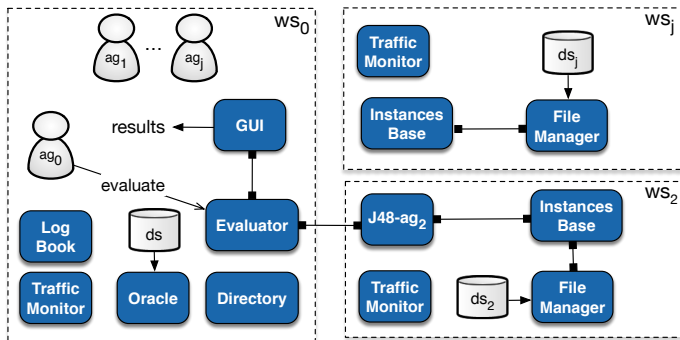 ws0
ag1
...
agj
ag0
results
GUI
evaluate
Evaluator
Log
Book
ds
Traffic
Monitor
Oracle
Directory
wsj
Traffic
Monitor
dsj
Instances
Base
File
Manager
ws2
J48-ag2
Instances
Base
Traffic
Monitor
ds2
File
Manager